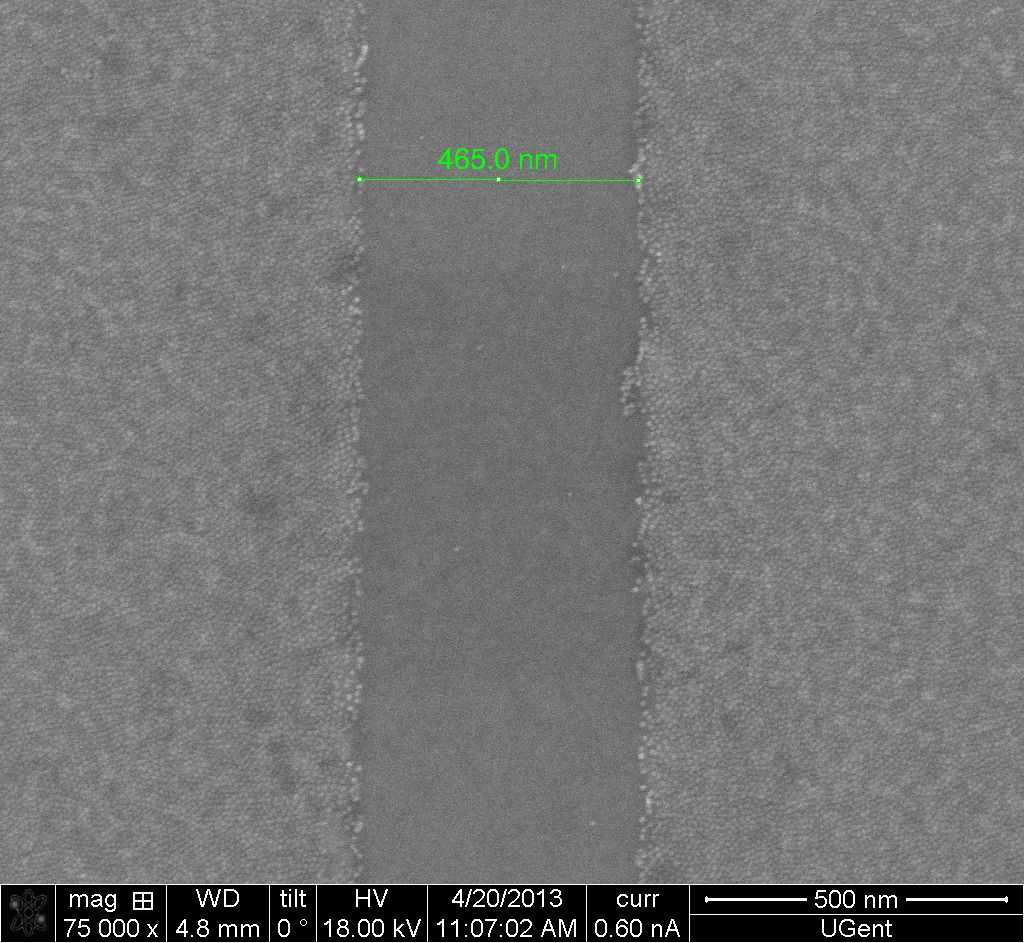 465.0 nm
mag WD tilt HV 4/20/2013 curr 500 nm
75 000 x 4.8 mm 0 ° 18.00 kV 11:07:02 AM 0.60 nA UGent